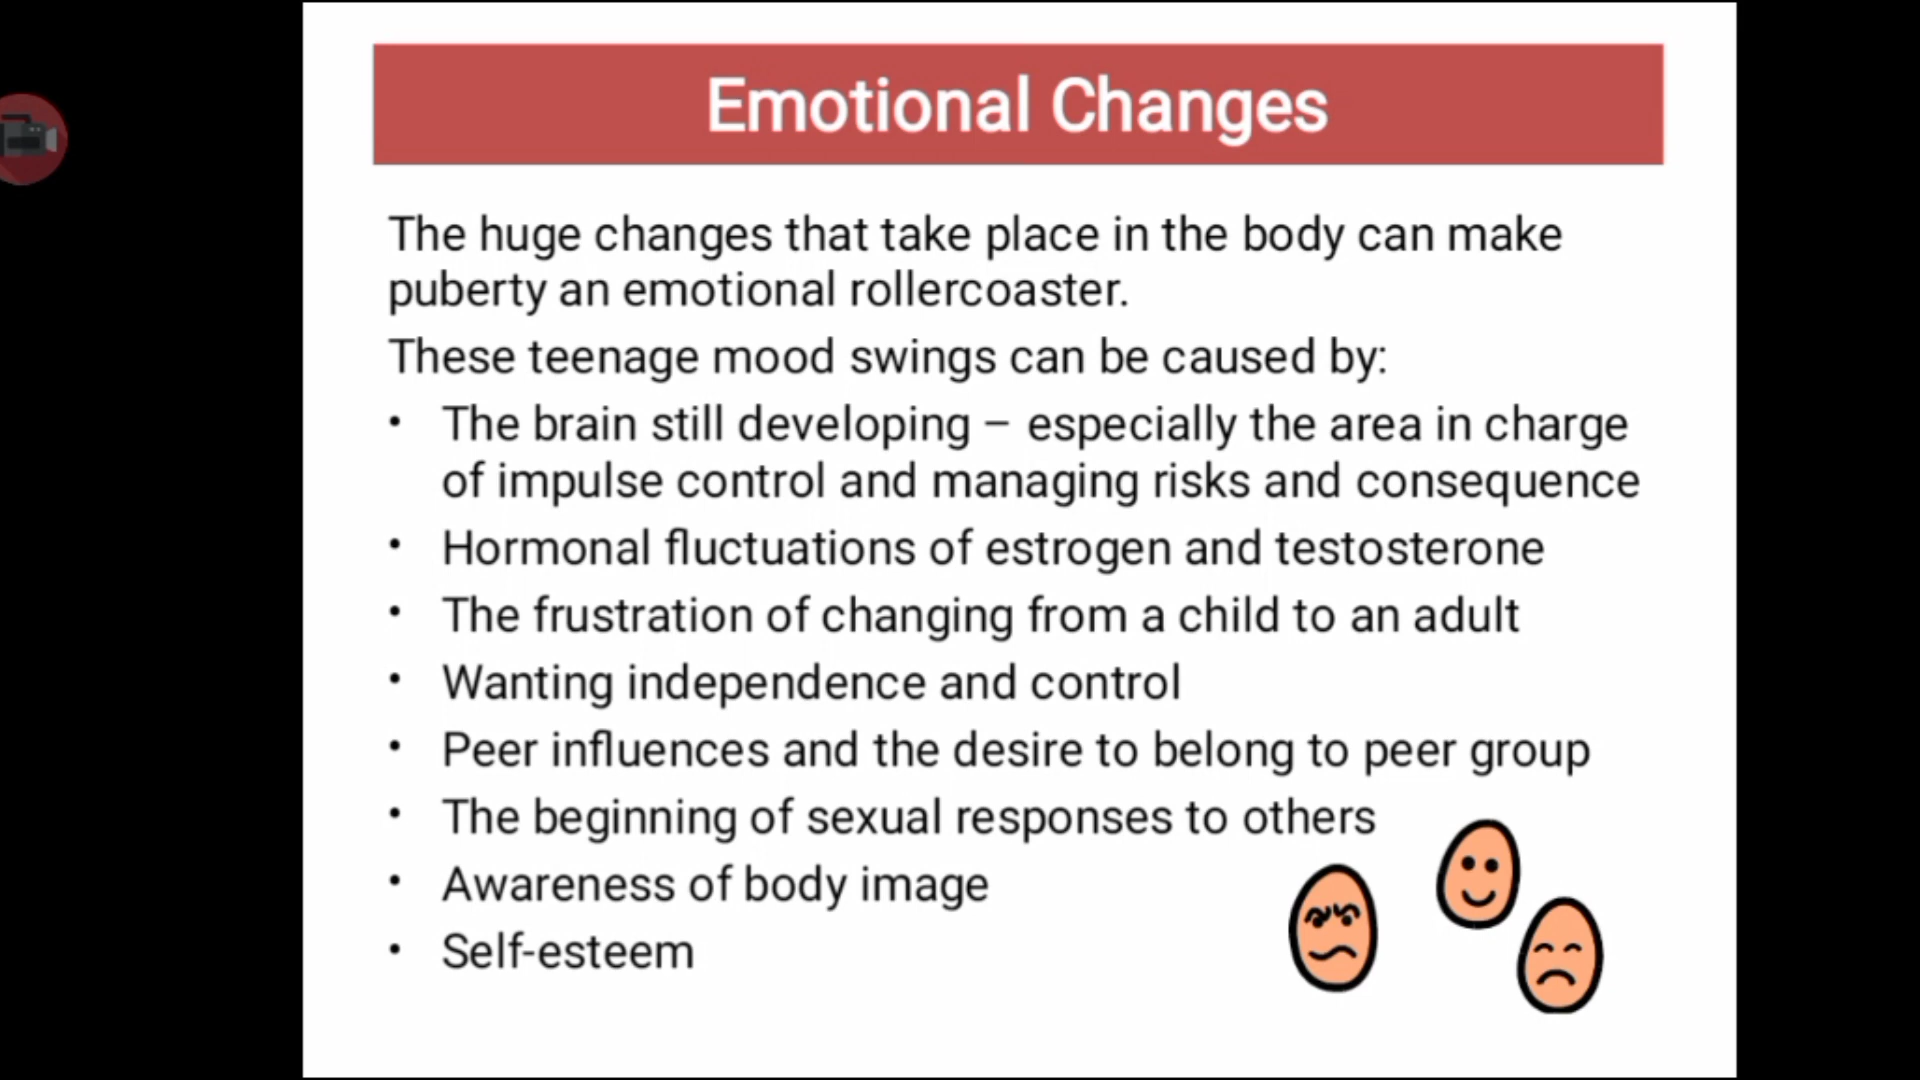 Emotional Changes
The huge changes that take place in the body can make
puberty an emotional rollercoaster.
These teenage mood swings can be caused by:
• The brain still developing – especially the area in charge
of impulse control and managing risks and consequence
• Hormonal fluctuations of estrogen and testosterone
• The frustration of changing from a child to an adult
• Wanting independence and control
• Peer influences and the desire to belong to peer group
• The beginning of sexual responses to others
• Awareness of body image
• Self-esteem